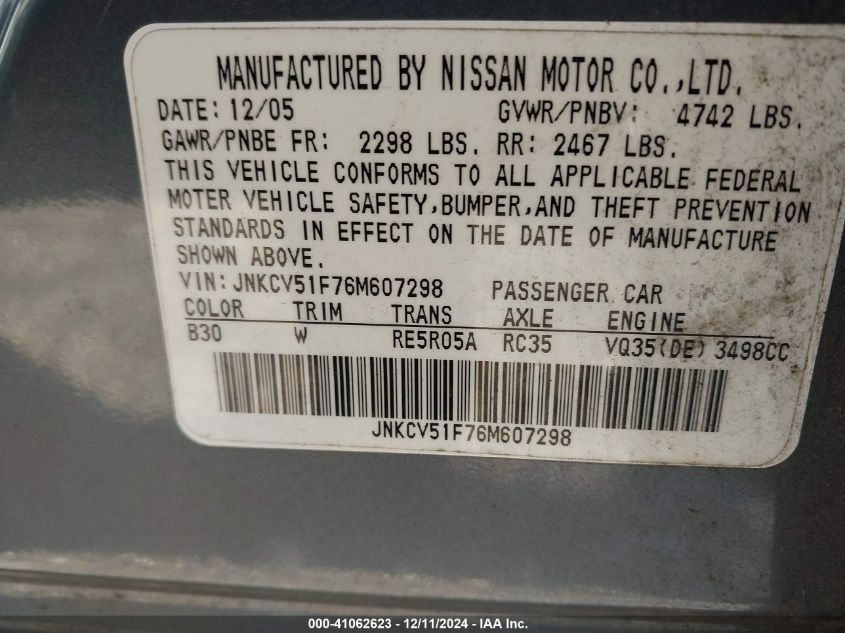 MANUFACTURED BY NISSAN MOTOR CO.,LTD.
DATE: 12/05 GVWR/PNBV: 4742 LBS.
GAWR/PNBE FR: 2298 LBS. RR: 2467 LBS.
THIS VEHICLE CONFORMS TO ALL APPLICABLE FEDERAL
MOTER VEHICLE SAFETY,BUMPER,AND THEFT PREVENTION
STANDARDS IN EFFECT ON THE DATE OF MANUFACTURE
SHOWN ABOVE.
VIN: JNKCV51F76M607298 PASSENGER CAR
COLOR TRIM TRANS AXLE ENGINE
B30 W RE5R05A RC35 VQ35(DE) 3498CC
JNKCV51F76M607298
000-41062623 - 12/11/2024 - IAAI.com